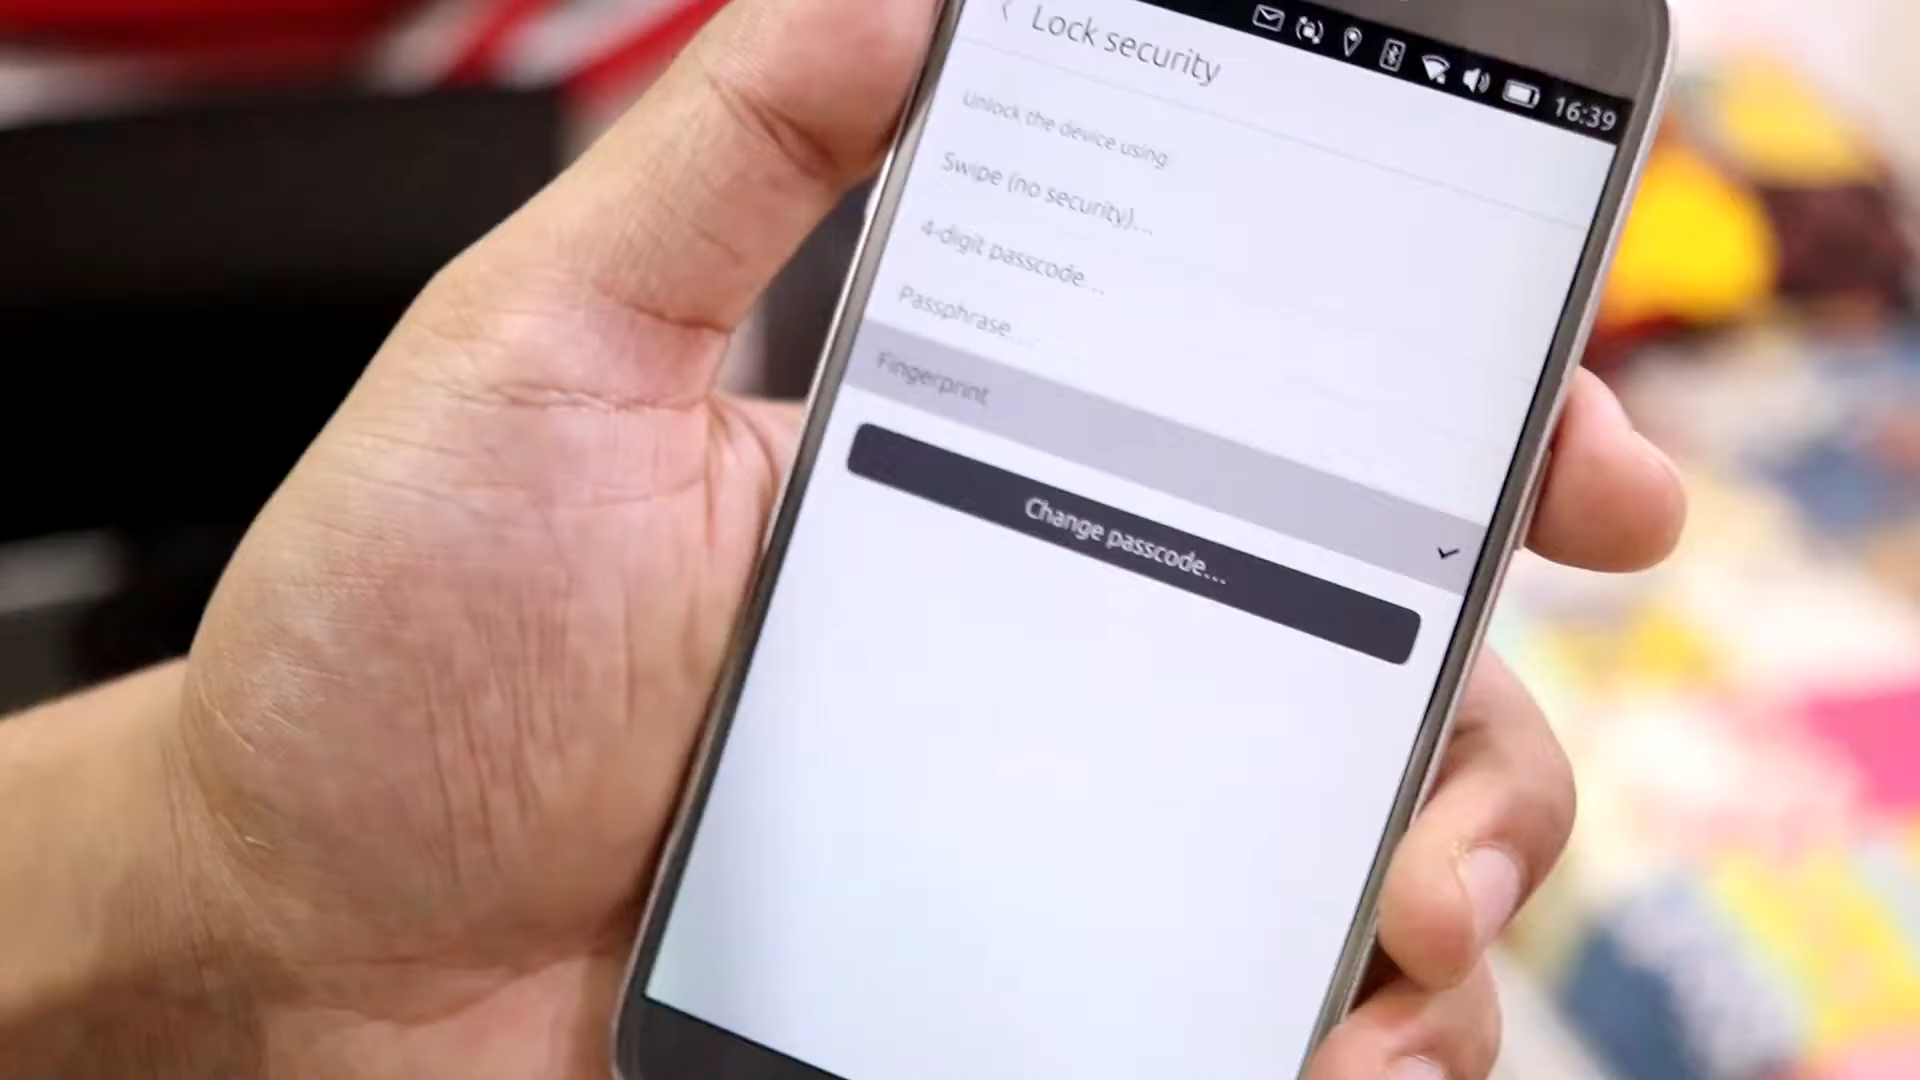 16:39
Lock security
Unlock the device using
Swipe (no security)...
4-digit passcode...
Passphrase...
Fingerprint
Change passcode...